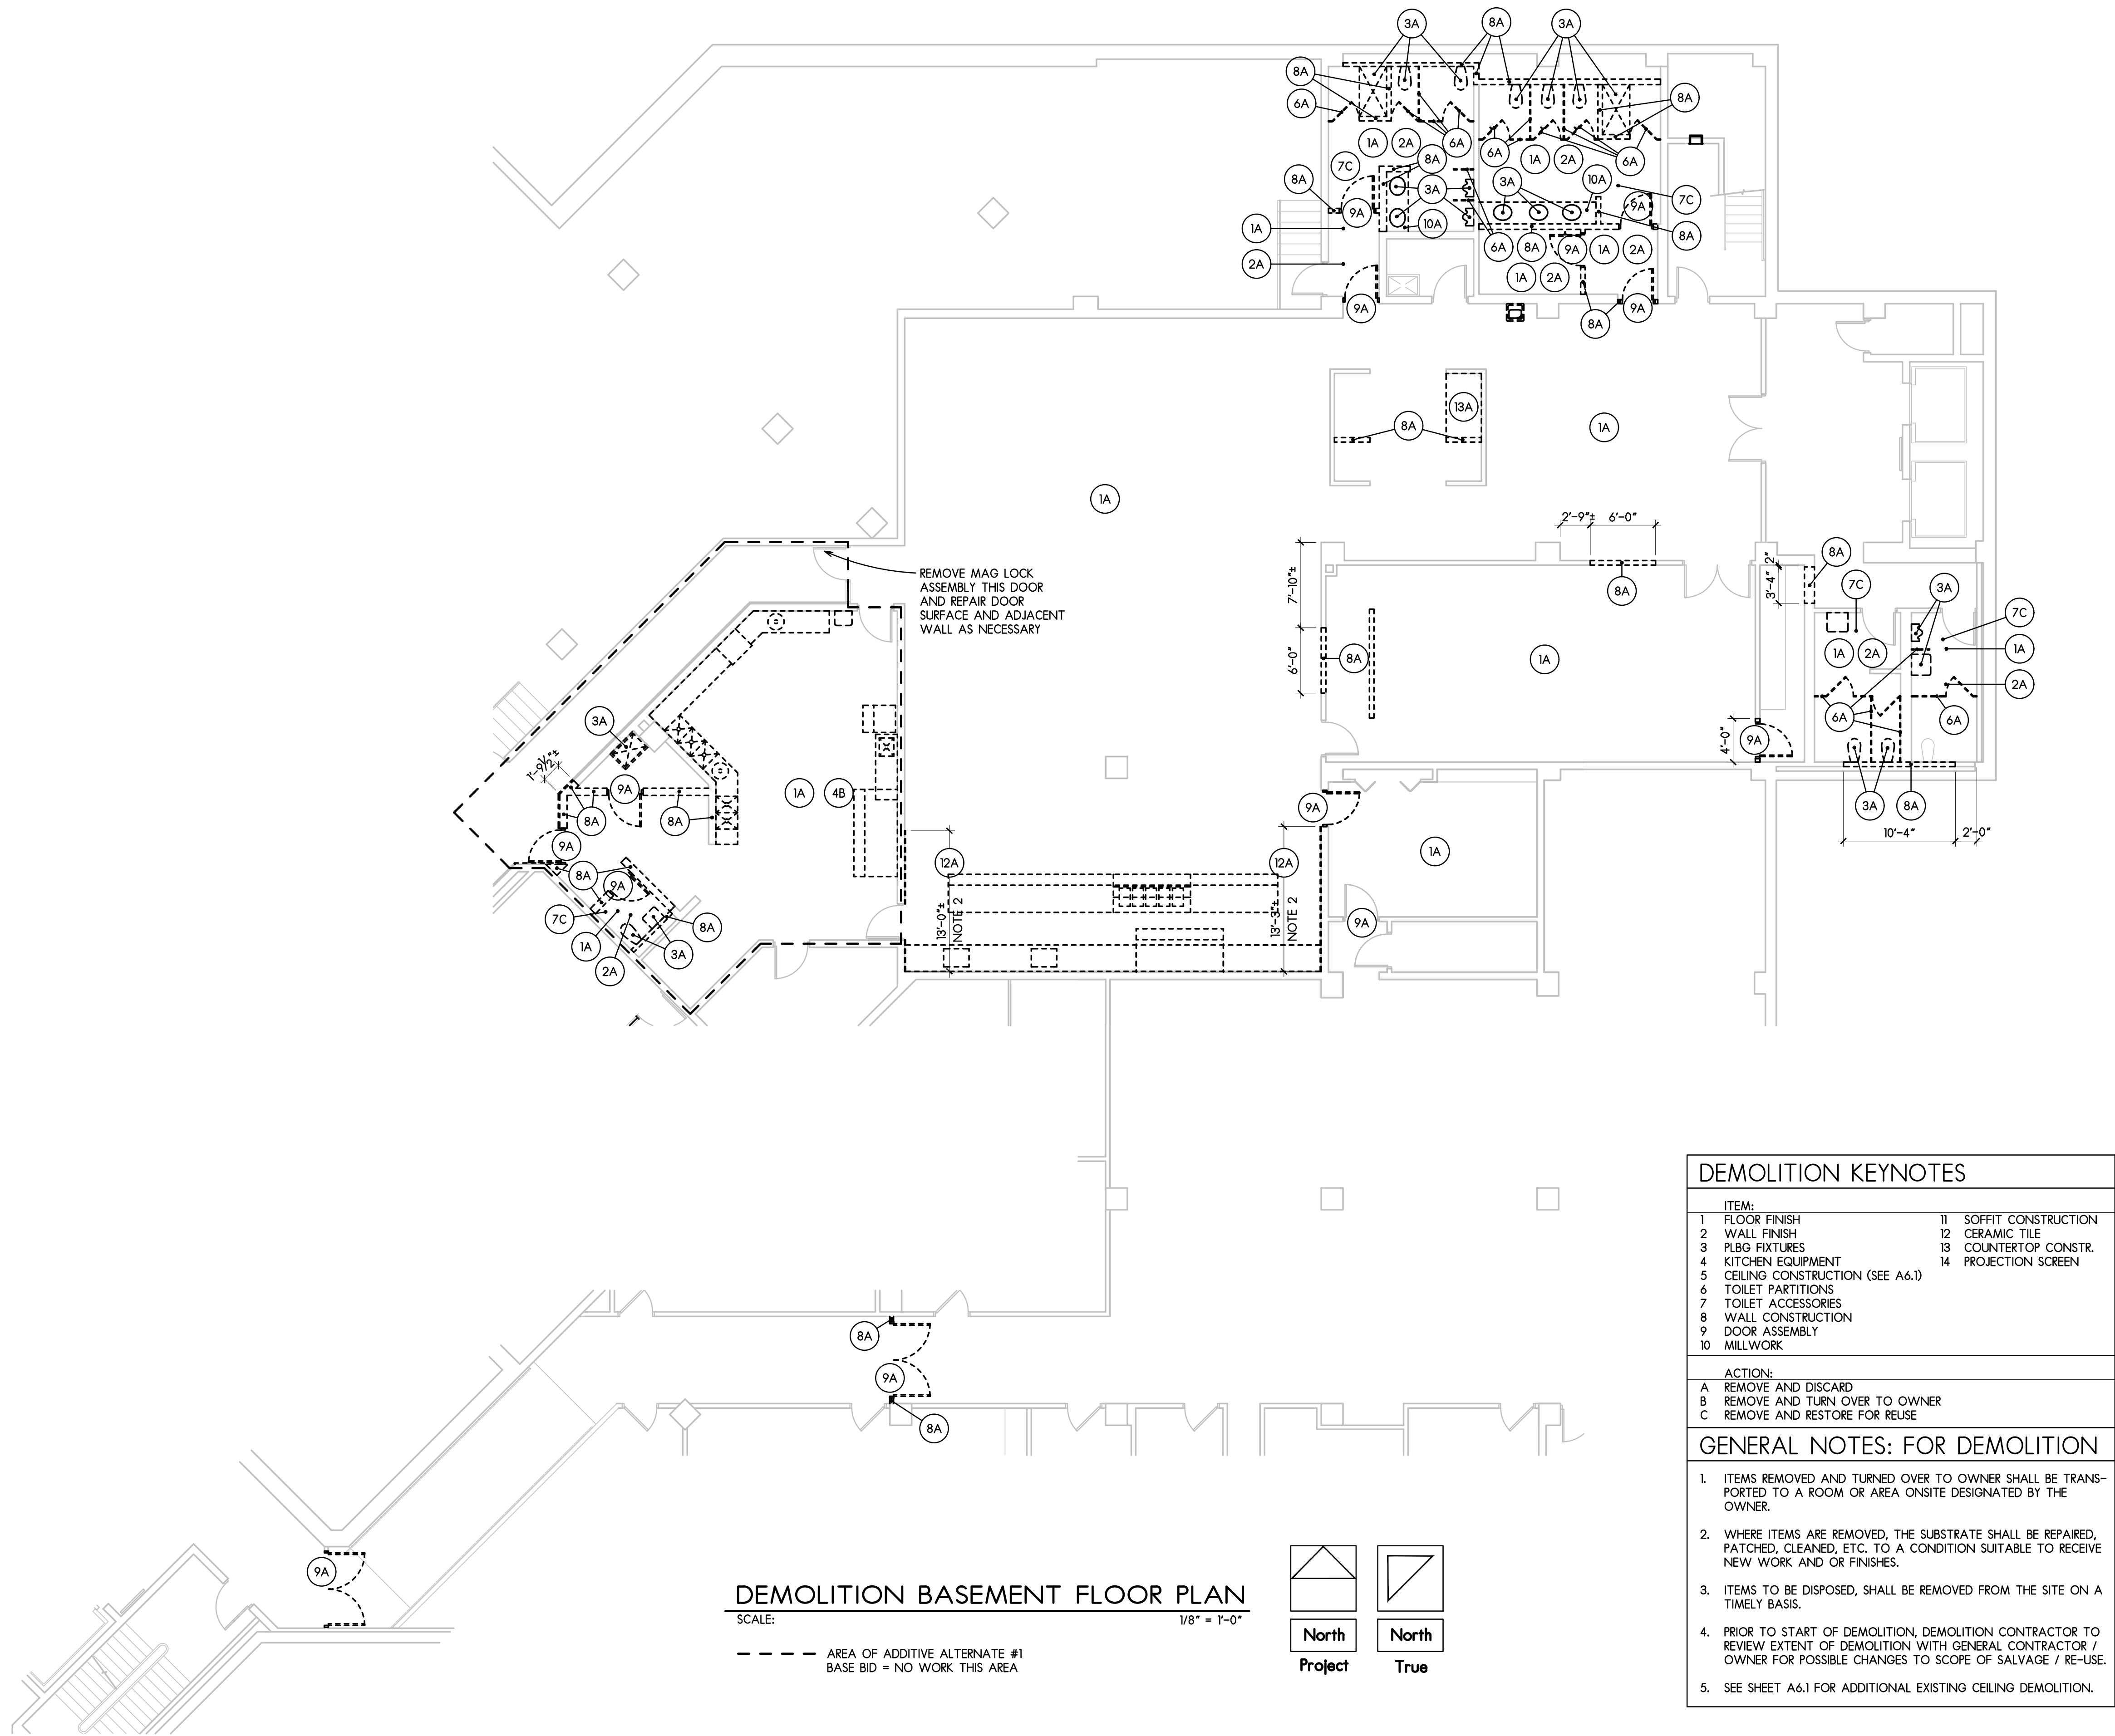 3A
8A
3A
8A
6A
8A
1A
2A
6A
6A
1A
2A
6A
7C
8A
8A
3A
3A
10A
7C
9A
9A
10A
1A
8A
6A
8A
9A
1A
2A
2A
1A
2A
9A
8A
9A
13A
8A
1A
1A
2'-9"±
6'-0"
REMOVE MAG LOCK
ASSEMBLY THIS DOOR
AND REPAIR DOOR
SURFACE AND ADJACENT
WALL AS NECESSARY
7'-10"±
6'-0"
8A
8A
3'-4"
2"
8A
7C
3A
7C
1A
2A
1A
2A
1A
6A
6A
4'-0"
9A
3A
8A
10'-4"
2'-0"
3A
1'-9½"±
9A
8A
8A
1A
4B
9A
9A
8A
9A
7C
1A
2A
3A
8A
12A
13'-0"±
NOTE 2
12A
13'-3"±
NOTE 2
1A
9A
8A
9A
8A
9A
DEMOLITION KEYNOTES
ITEM:
1 FLOOR FINISH 11 SOFFIT CONSTRUCTION
2 WALL FINISH 12 CERAMIC TILE
3 PLBG FIXTURES 13 COUNTERTOP CONSTR.
4 KITCHEN EQUIPMENT 14 PROJECTION SCREEN
5 CEILING CONSTRUCTION (SEE A6.1)
6 TOILET PARTITIONS
7 TOILET ACCESSORIES
8 WALL CONSTRUCTION
9 DOOR ASSEMBLY
10 MILLWORK
ACTION:
A REMOVE AND DISCARD
B REMOVE AND TURN OVER TO OWNER
C REMOVE AND RESTORE FOR REUSE
GENERAL NOTES: FOR DEMOLITION
1. ITEMS REMOVED AND TURNED OVER TO OWNER SHALL BE TRANS-
PORTED TO A ROOM OR AREA ONSITE DESIGNATED BY THE
OWNER.
2. WHERE ITEMS ARE REMOVED, THE SUBSTRATE SHALL BE REPAIRED,
PATCHED, CLEANED, ETC. TO A CONDITION SUITABLE TO RECEIVE
NEW WORK AND OR FINISHES.
3. ITEMS TO BE DISPOSED, SHALL BE REMOVED FROM THE SITE ON A
TIMELY BASIS.
4. PRIOR TO START OF DEMOLITION, DEMOLITION CONTRACTOR TO
REVIEW EXTENT OF DEMOLITION WITH GENERAL CONTRACTOR /
OWNER FOR POSSIBLE CHANGES TO SCOPE OF SALVAGE / RE-USE.
5. SEE SHEET A6.1 FOR ADDITIONAL EXISTING CEILING DEMOLITION.
DEMOLITION BASEMENT FLOOR PLAN
SCALE: 1/8" = 1'-0"
AREA OF ADDITIVE ALTERNATE #1
BASE BID = NO WORK THIS AREA
North
Project
North
True